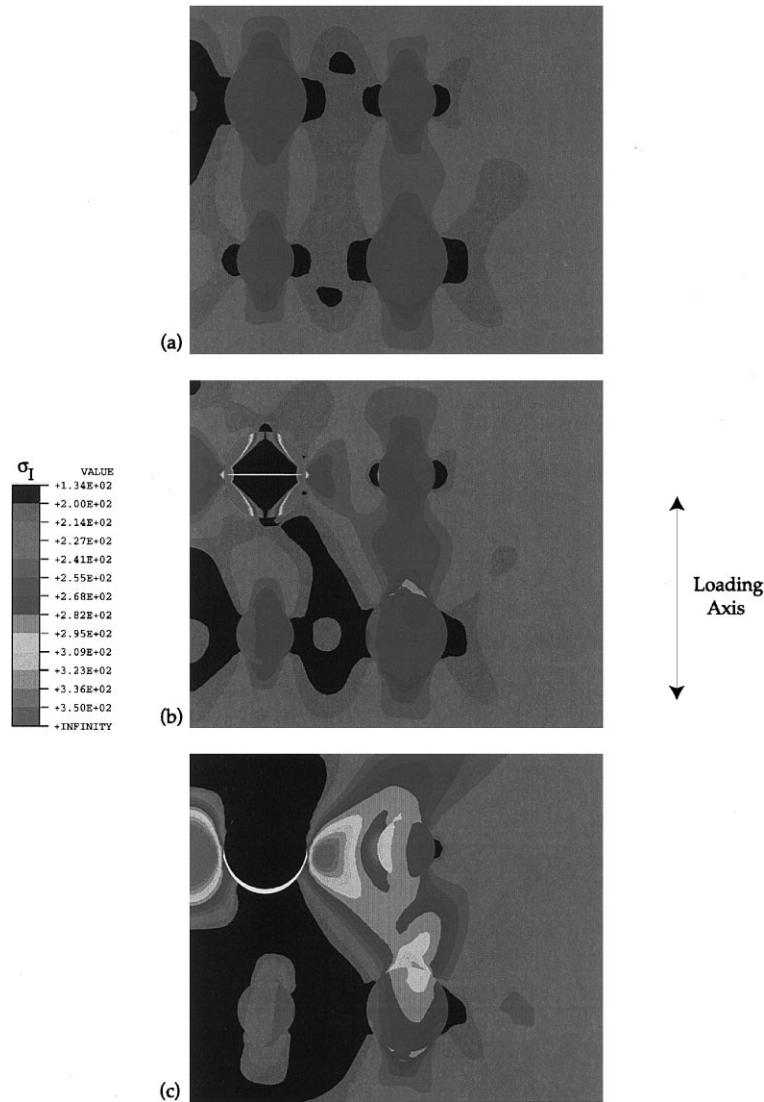 (a)
σI
VALUE
+1.34E+02
+2.00E+02
+2.14E+02
+2.27E+02
+2.41E+02
+2.55E+02
+2.68E+02
+2.82E+02
+2.95E+02
+3.09E+02
+3.23E+02
+3.36E+02
+3.50E+02
+INFINITY
(b)
Loading
Axis
(c)